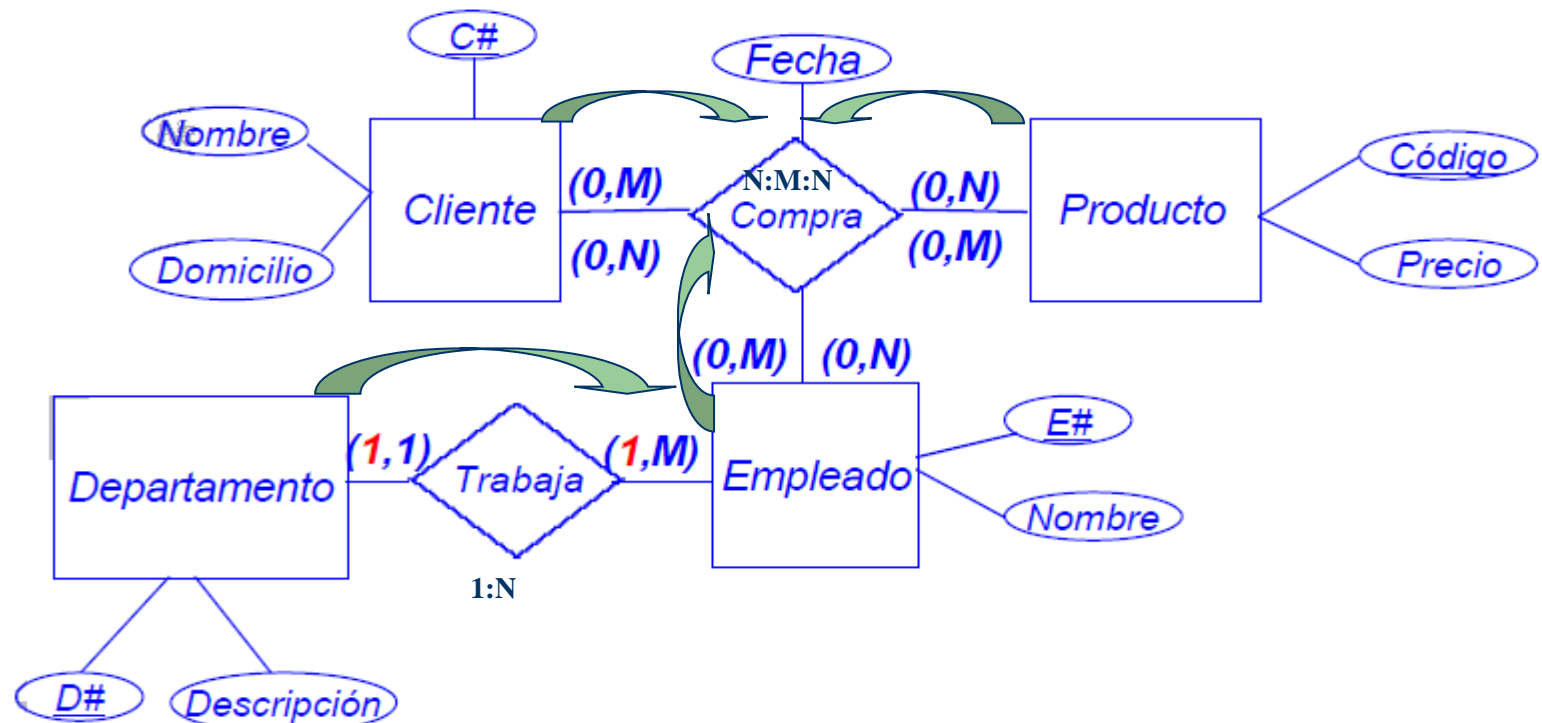 C#
Fecha
Nombre
Código
(0,M)
N:M:N
(0,N)
Cliente
Compra
Producto
(0,N)
(0,M)
Domicilio
Precio
(0,M)
(0,N)
E#
(1,1)
(1,M)
Departamento
Trabaja
Empleado
Nombre
1:N
D#
Descripción